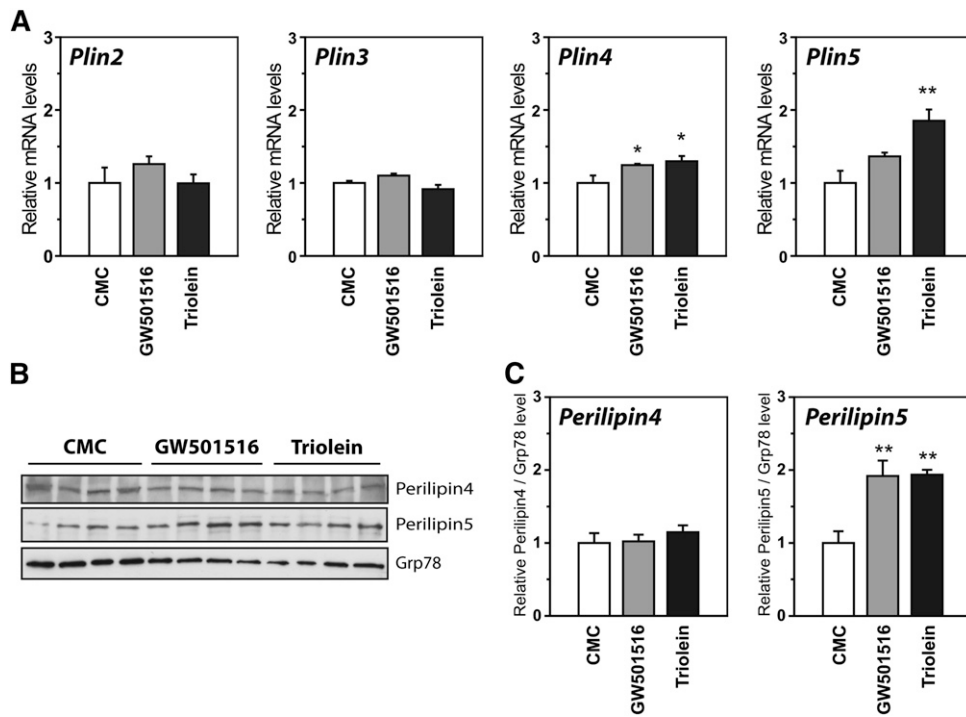 A
Plin2
Relative mRNA levels
3
2
1
0
CMC
GW501516
Triolein
Plin3
Relative mRNA levels
3
2
1
0
CMC
GW501516
Triolein
Plin4
Relative mRNA levels
3
2
1
0
*
*
CMC
GW501516
Triolein
Plin5
Relative mRNA levels
3
2
1
0
**
CMC
GW501516
Triolein
B
CMC GW501516 Triolein
Perilipin4
Perilipin5
Grp78
C
Perilipin4
Relative Perilipin4 / Grp78 level
3
2
1
0
CMC
GW501516
Triolein
Perilipin5
Relative Perilipin5 / Grp78 level
3
2
1
0
** **
CMC
GW501516
Triolein